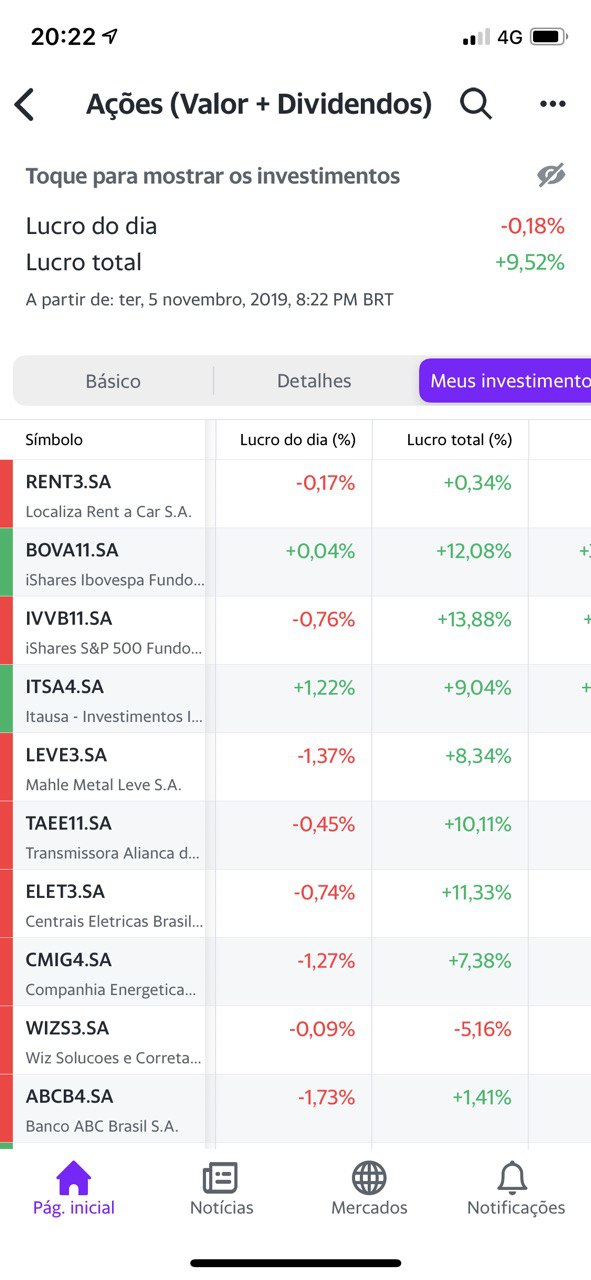 20:22 4G
Ações (Valor + Dividendos)
Toque para mostrar os investimentos
Lucro do dia -0,18%
Lucro total +9,52%
A partir de: ter, 5 novembro, 2019, 8:22 PM BRT
Básico Detalhes Meus investimento
Símbolo Lucro do dia (%) Lucro total (%)
RENT3.SA -0,17% +0,34%
Localiza Rent a Car S.A.
BOVA11.SA +0,04% +12,08%
iShares Ibovespa Fundo...
IVVB11.SA -0,76% +13,88% +
iShares S&P 500 Fundo...
ITSA4.SA +1,22% +9,04% +
Itausa - Investimentos I...
LEVE3.SA -1,37% +8,34%
Mahle Metal Leve S.A.
TAEE11.SA -0,45% +10,11%
Transmissora Alianca d...
ELET3.SA -0,74% +11,33%
Centrais Eletricas Brasil...
CMIG4.SA -1,27% +7,38%
Companhia Energetica...
WIZS3.SA -0,09% -5,16%
Wiz Solucoes e Correta...
ABCB4.SA -1,73% +1,41%
Banco ABC Brasil S.A.
Pág. inicial Notícias Mercados Notificações